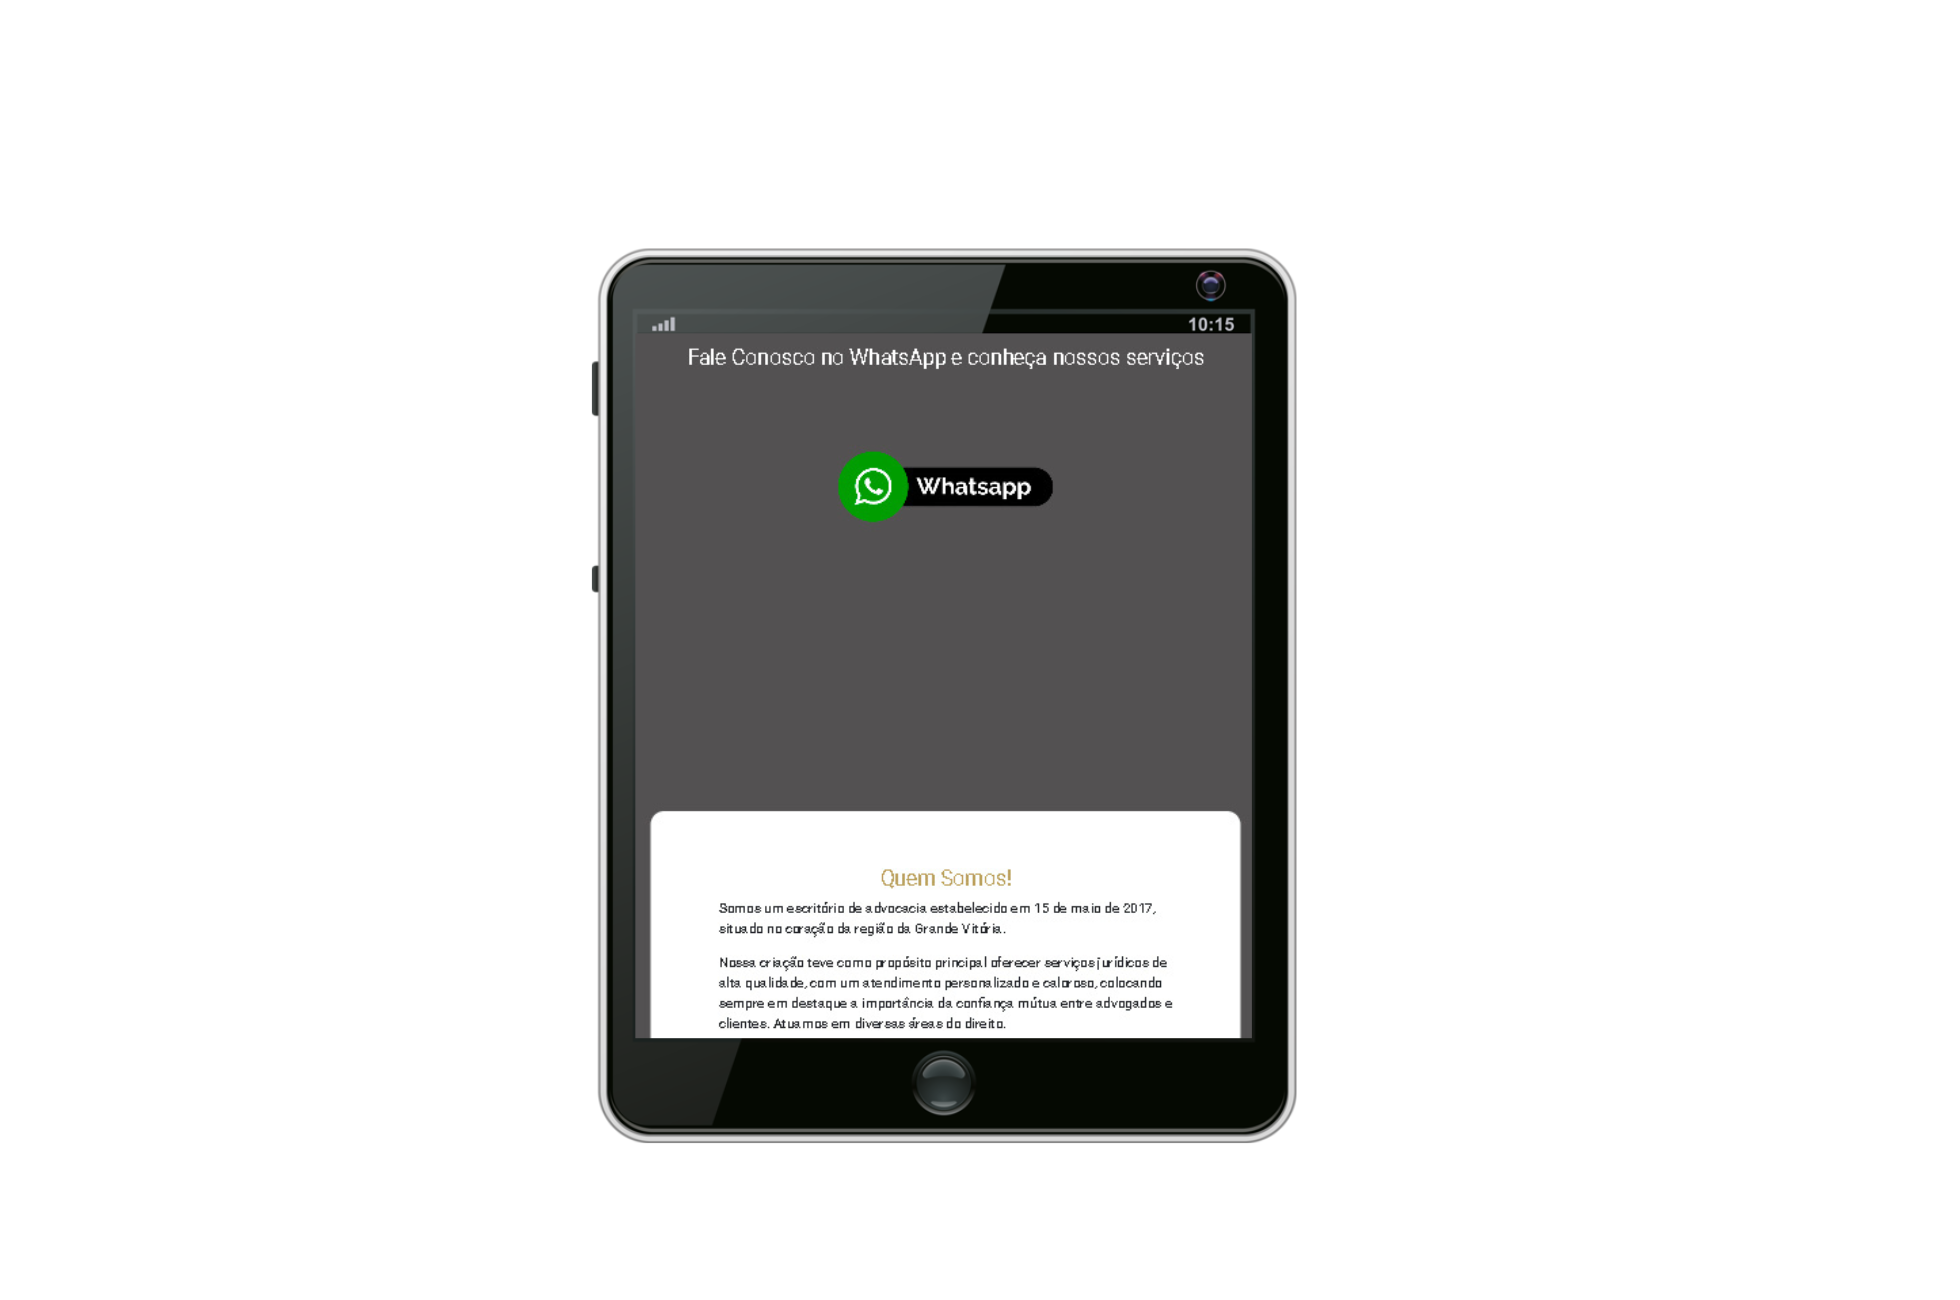 10:15
Fale Conosco no WhatsApp e conheça nossos serviços
Whatsapp
Quem Somos!
Somos um escritório de advocacia estabelecido em 15 de maio de 2017,
situado no coração da região da Grande Vitória.
Nossa criação teve como propósito principal oferecer serviços jurídicos de
alta qualidade, com um atendimento personalizado e caloroso, colocando
sempre em destaque a importância da confiança mútua entre advogados e
clientes. Atuamos em diversas áreas do direito.